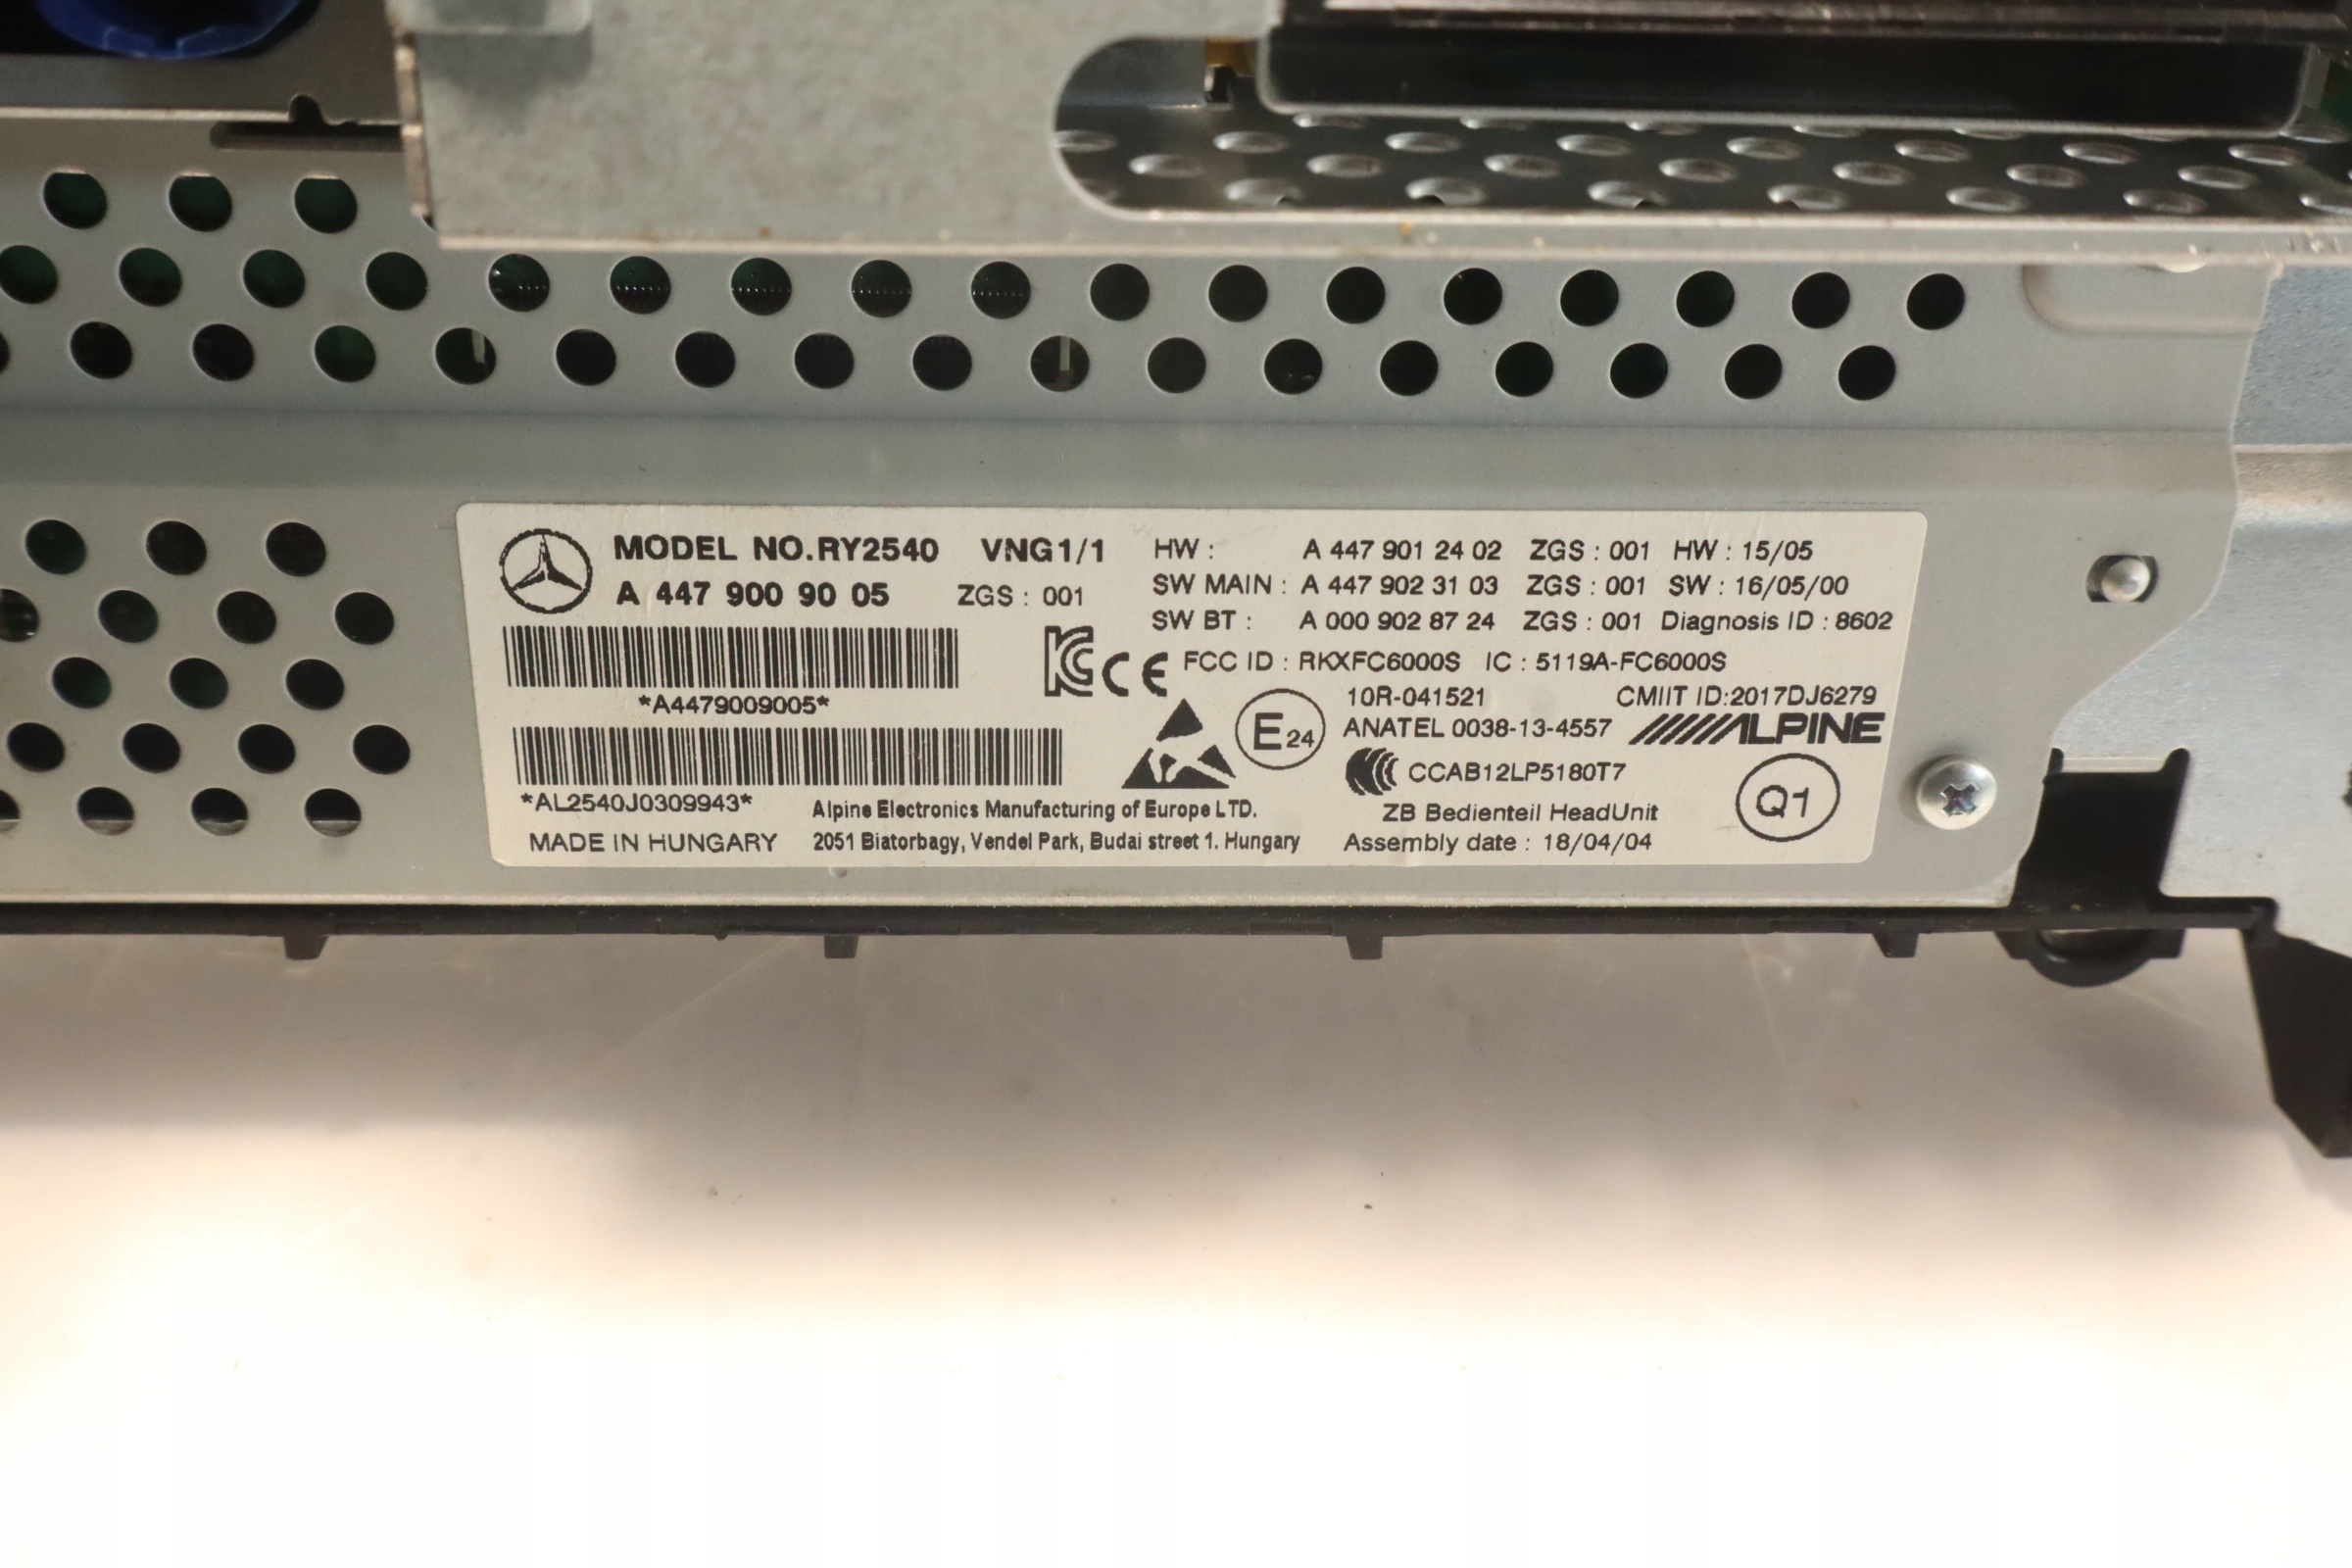 MODEL NO.RY2540 VNG1/1
A 447 900 90 05 ZGS : 001
*A4479009005*
*AL2540J0309943*
MADE IN HUNGARY
HW : A 447 901 24 02 ZGS : 001 HW : 15/05
SW MAIN : A 447 902 31 03 ZGS : 001 SW : 16/05/00
SW BT : A 000 902 87 24 ZGS : 001 Diagnosis ID : 8602
CE FCC ID : RKXFC6000S IC : 5119A-FC6000S
10R-041521 CMIIT ID:2017DJ6279
E24 ANATEL 0038-13-4557 ALPINE
CCAB12LP5180T7
Q1
Alpine Electronics Manufacturing of Europe LTD. ZB Bedienteil HeadUnit
2051 Biatorbagy, Vendel Park, Budai street 1. Hungary Assembly date : 18/04/04